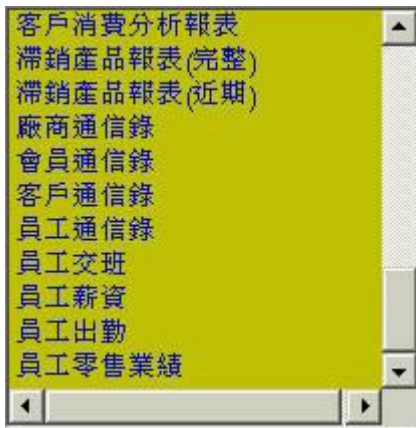 客戶消費分析報表
滯銷產品報表(完整)
滯銷產品報表(近期)
廠商通信錄
會員通信錄
客戶通信錄
員工通信錄
員工交班
員工薪資
員工出勤
員工零售業績